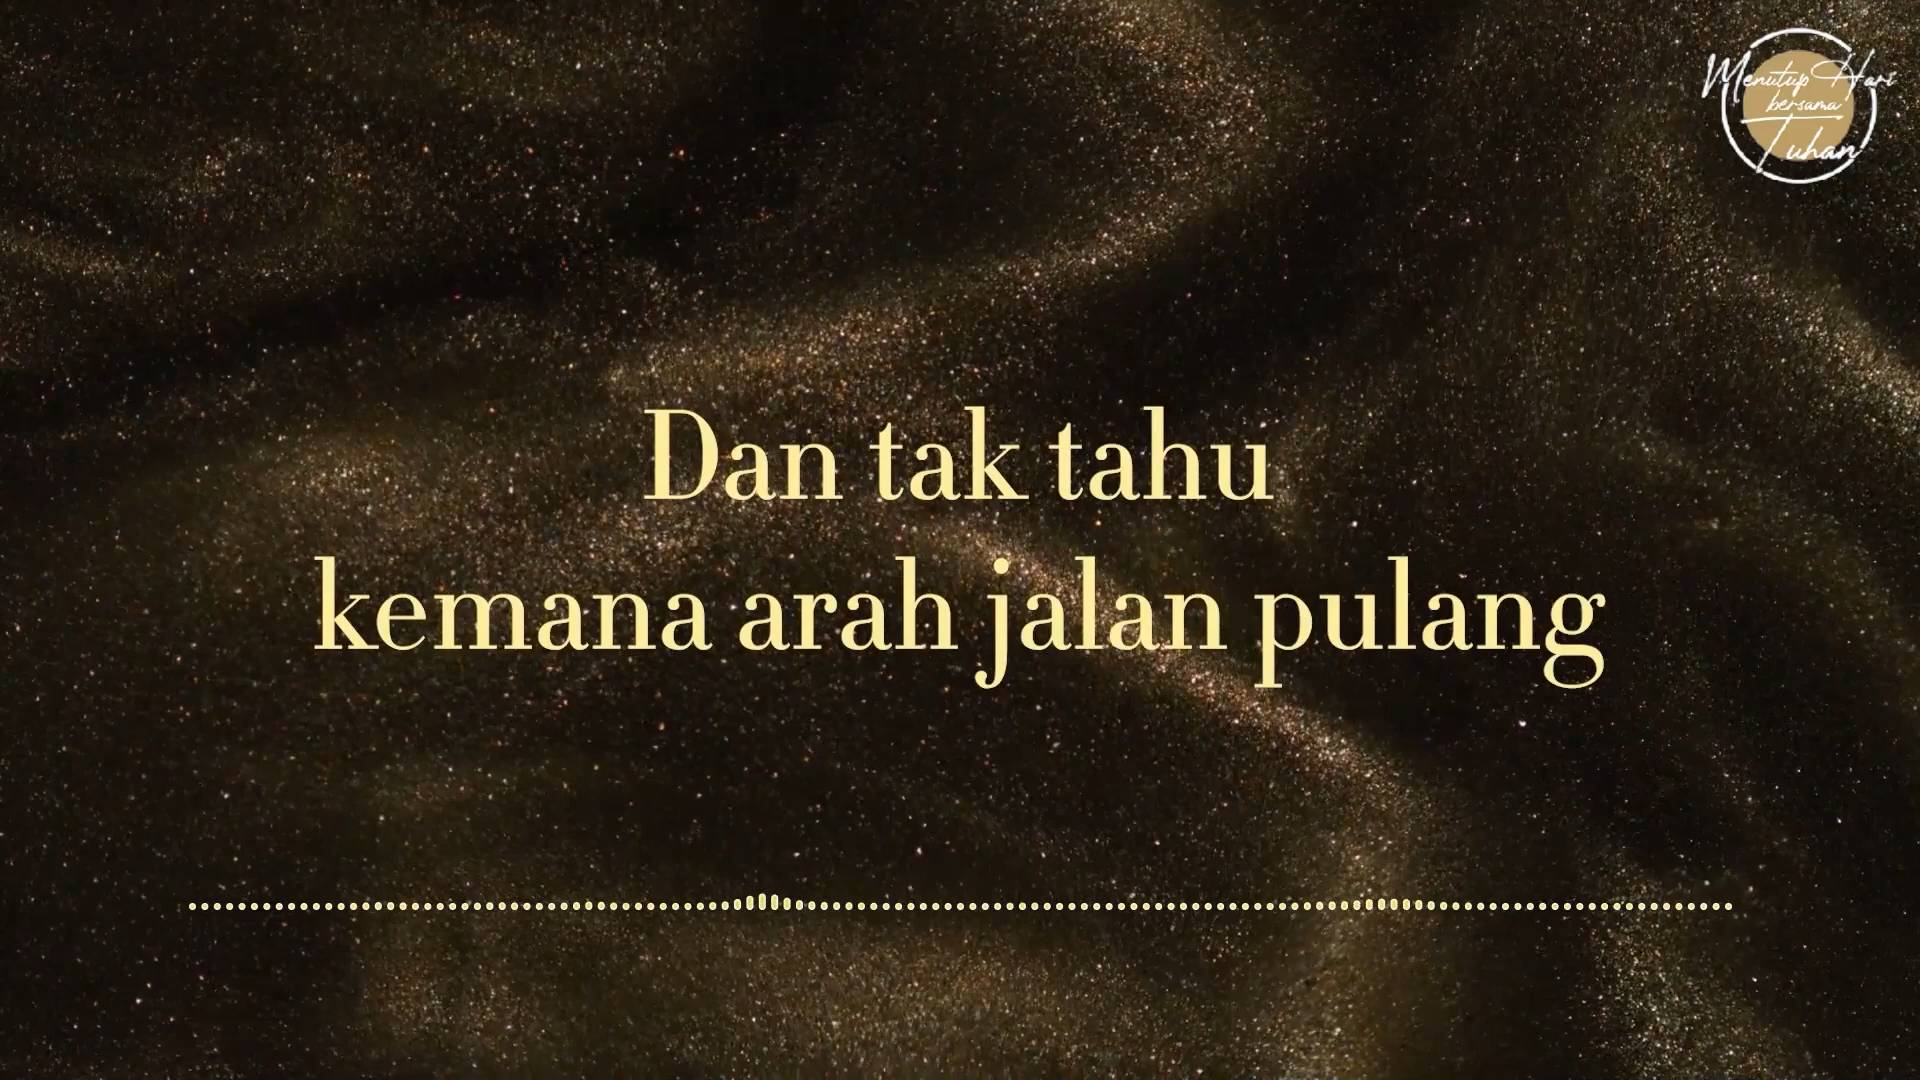 Menutup Hari
bersama
Tuhan
Dan tak tahu
kemana arah jalan pulang